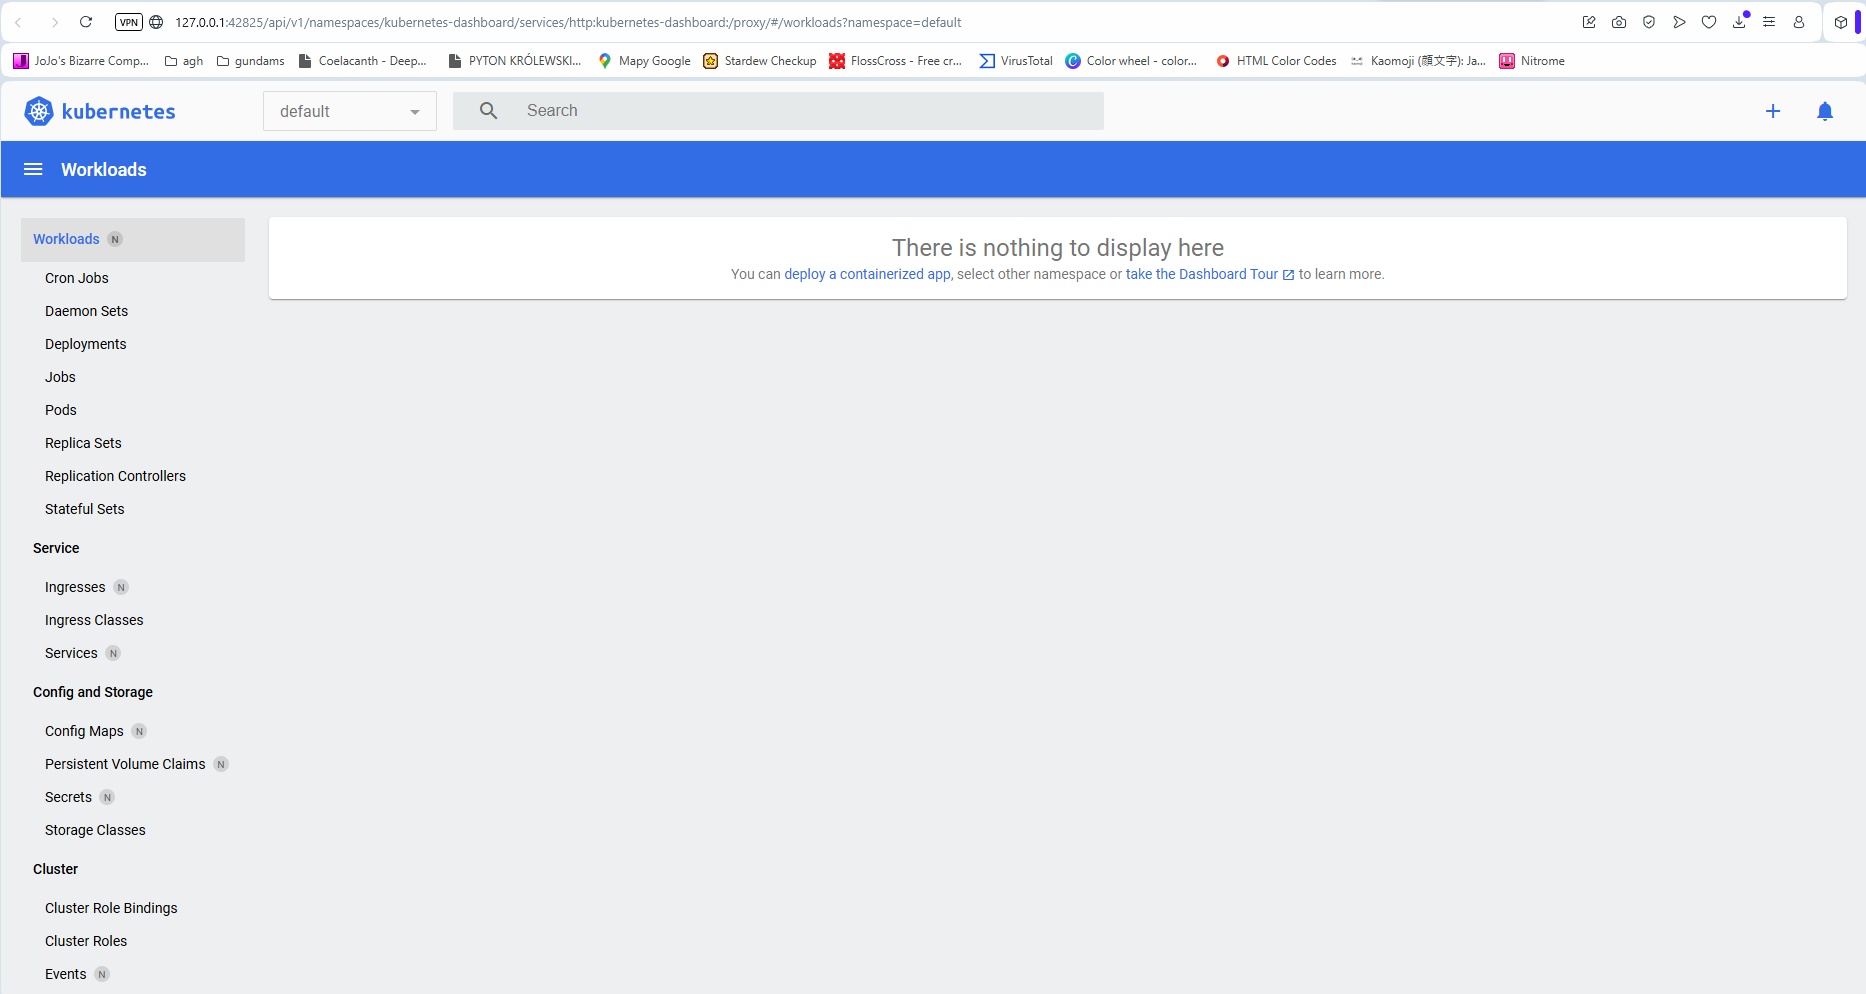 VPN 127.0.0.1:42825/api/v1/namespaces/kubernetes-dashboard/services/http:kubernetes-dashboard:/proxy/#/workloads?namespace=default
JoJo's Bizarre Comp... agh gundams Coelacanth - Deep... PYTON KRÓLEWSKI... Mapy Google Stardew Checkup FlossCross - Free cr... VirusTotal Color wheel - color... HTML Color Codes Kaomoji (顔文字): Ja... Nitrome
kubernetes default Search
Workloads
Workloads N
There is nothing to display here
You can deploy a containerized app, select other namespace or take the Dashboard Tour to learn more.
Cron Jobs
Daemon Sets
Deployments
Jobs
Pods
Replica Sets
Replication Controllers
Stateful Sets
Service
Ingresses N
Ingress Classes
Services N
Config and Storage
Config Maps N
Persistent Volume Claims N
Secrets N
Storage Classes
Cluster
Cluster Role Bindings
Cluster Roles
Events N